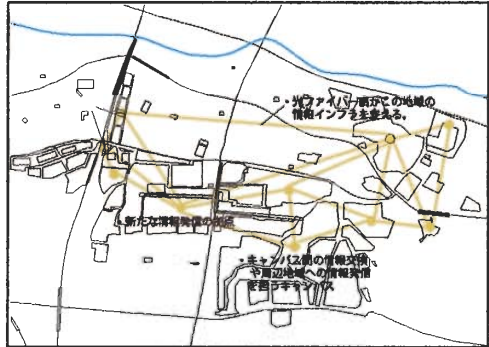 ・光ファイバー網がこの地域の
情報インフラを変える。
・新たな情報発信の拠点
・キャンパス間の情報交換
や周辺地域への情報発信
を担うキャンパス